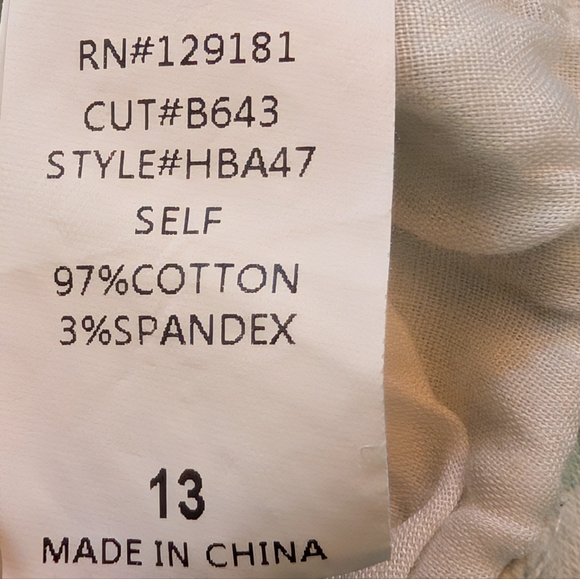 RN#129181
CUT#B643
STYLE#HBA47
SELF
97%COTTON
3%SPANDEX
13
MADE IN CHINA